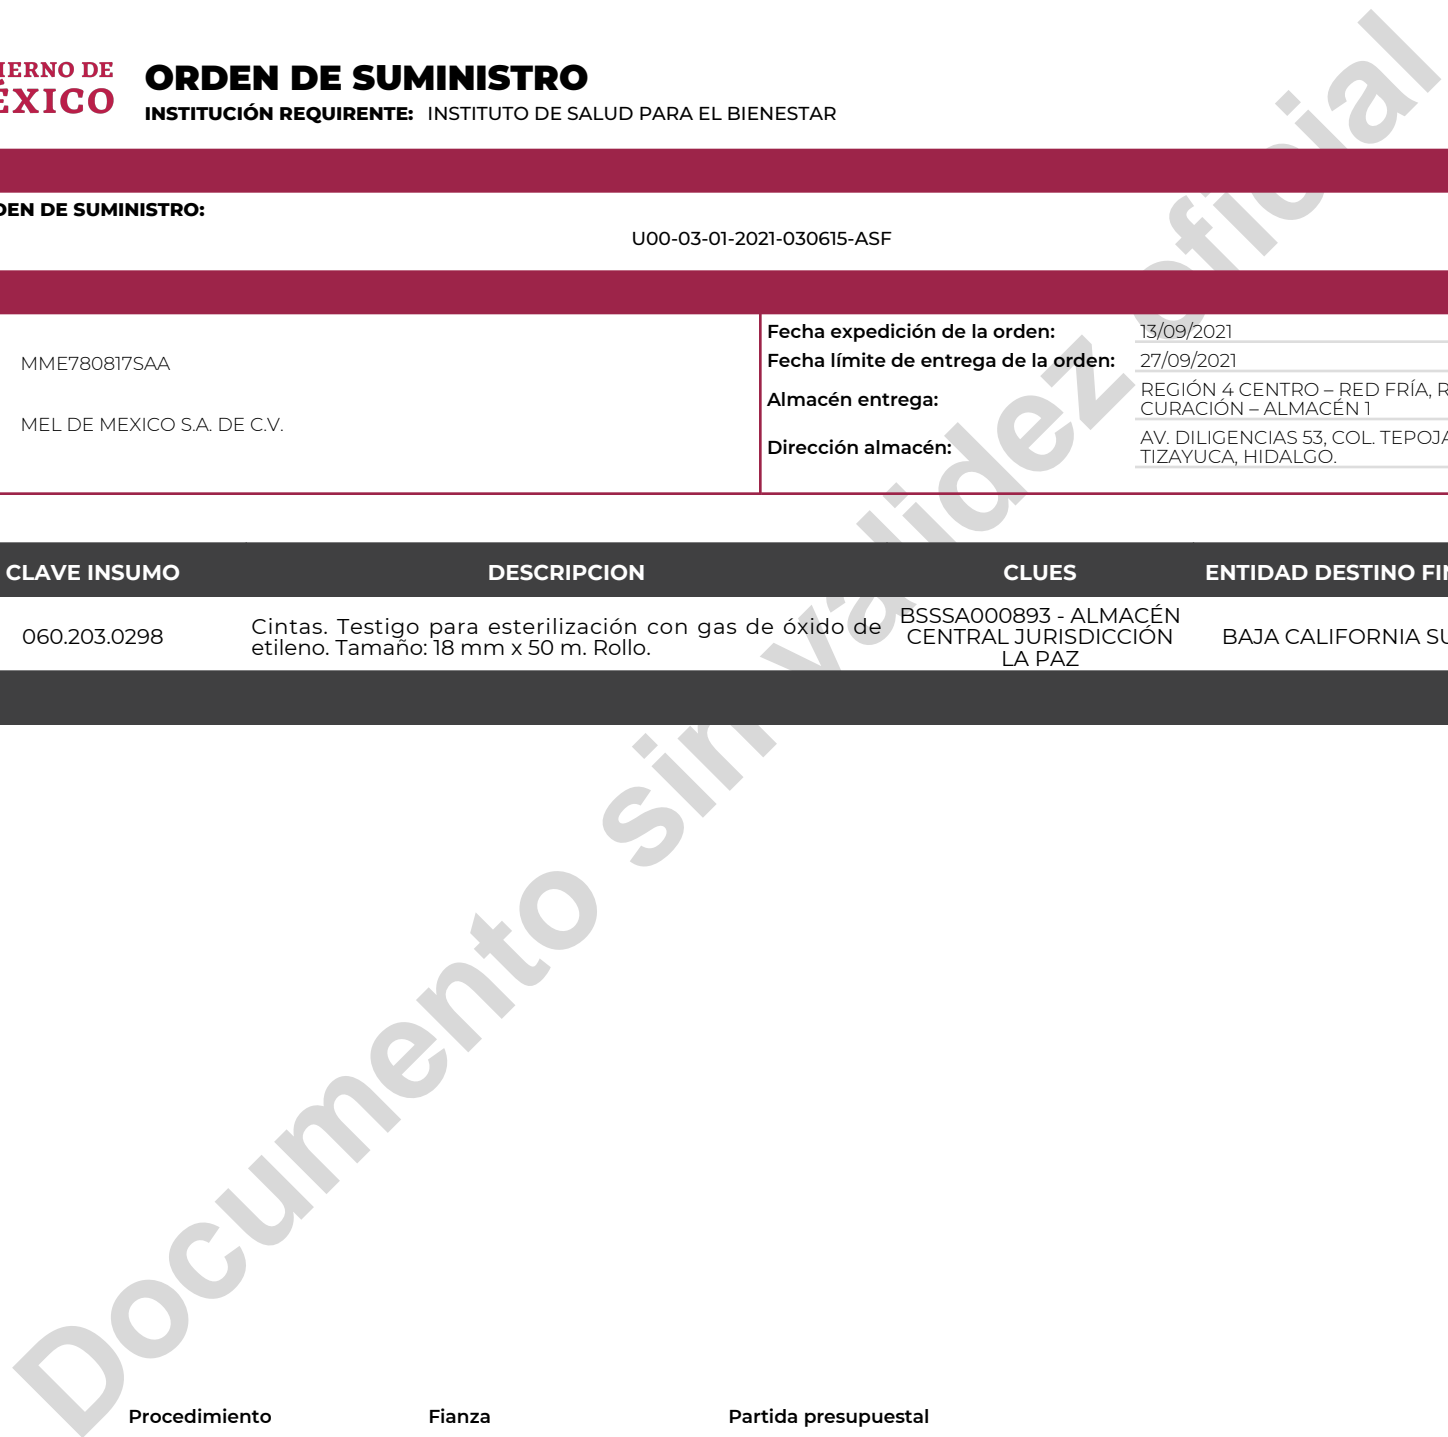 IERNO DE
ÉXICO
ORDEN DE SUMINISTRO
INSTITUCIÓN REQUIRENTE: INSTITUTO DE SALUD PARA EL BIENESTAR
DEN DE SUMINISTRO:
U00-03-01-2021-030615-ASF
MME780817SAA
MEL DE MEXICO S.A. DE C.V.
Fecha expedición de la orden: 13/09/2021
Fecha límite de entrega de la orden: 27/09/2021
Almacén entrega: REGIÓN 4 CENTRO – RED FRÍA, R
CURACIÓN – ALMACÉN 1
Dirección almacén: AV. DILIGENCIAS 53, COL. TEPOJA
TIZAYUCA, HIDALGO.
CLAVE INSUMO DESCRIPCION CLUES ENTIDAD DESTINO FIN
060.203.0298
Cintas. Testigo para esterilización con gas de óxido de
etileno. Tamaño: 18 mm x 50 m. Rollo.
BSSSA000893 - ALMACÉN
CENTRAL JURISDICCIÓN
LA PAZ
BAJA CALIFORNIA SU
Documento sin validez oficial
Procedimiento Fianza Partida presupuestal